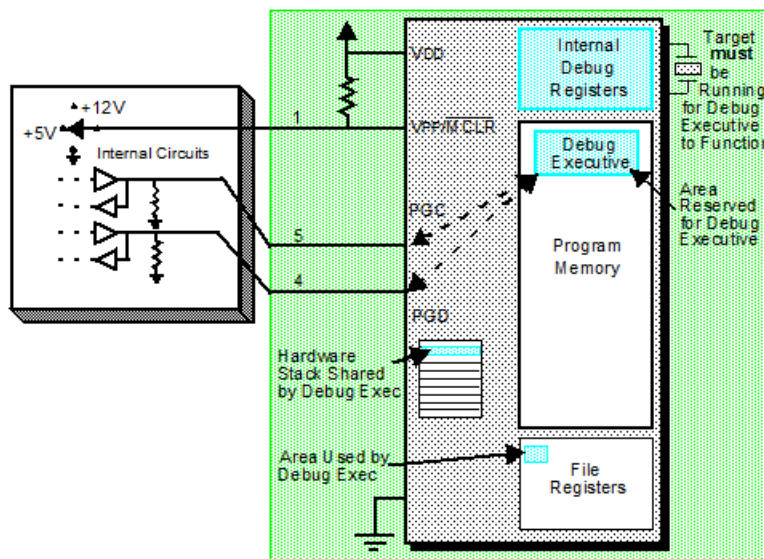 +12V
+5V
Internal Circuits
1
5
4
VDD
VPP/MCLR
PGC
PGD
Internal
Debug
Registers
Target
must
be
Running
for Debug
Executive
to Function
Debug
Executive
Area
Reserved
for Debug
Executive
Program
Memory
Hardware
Stack Shared
by Debug Exec
Area Used by
Debug Exec
File
Registers